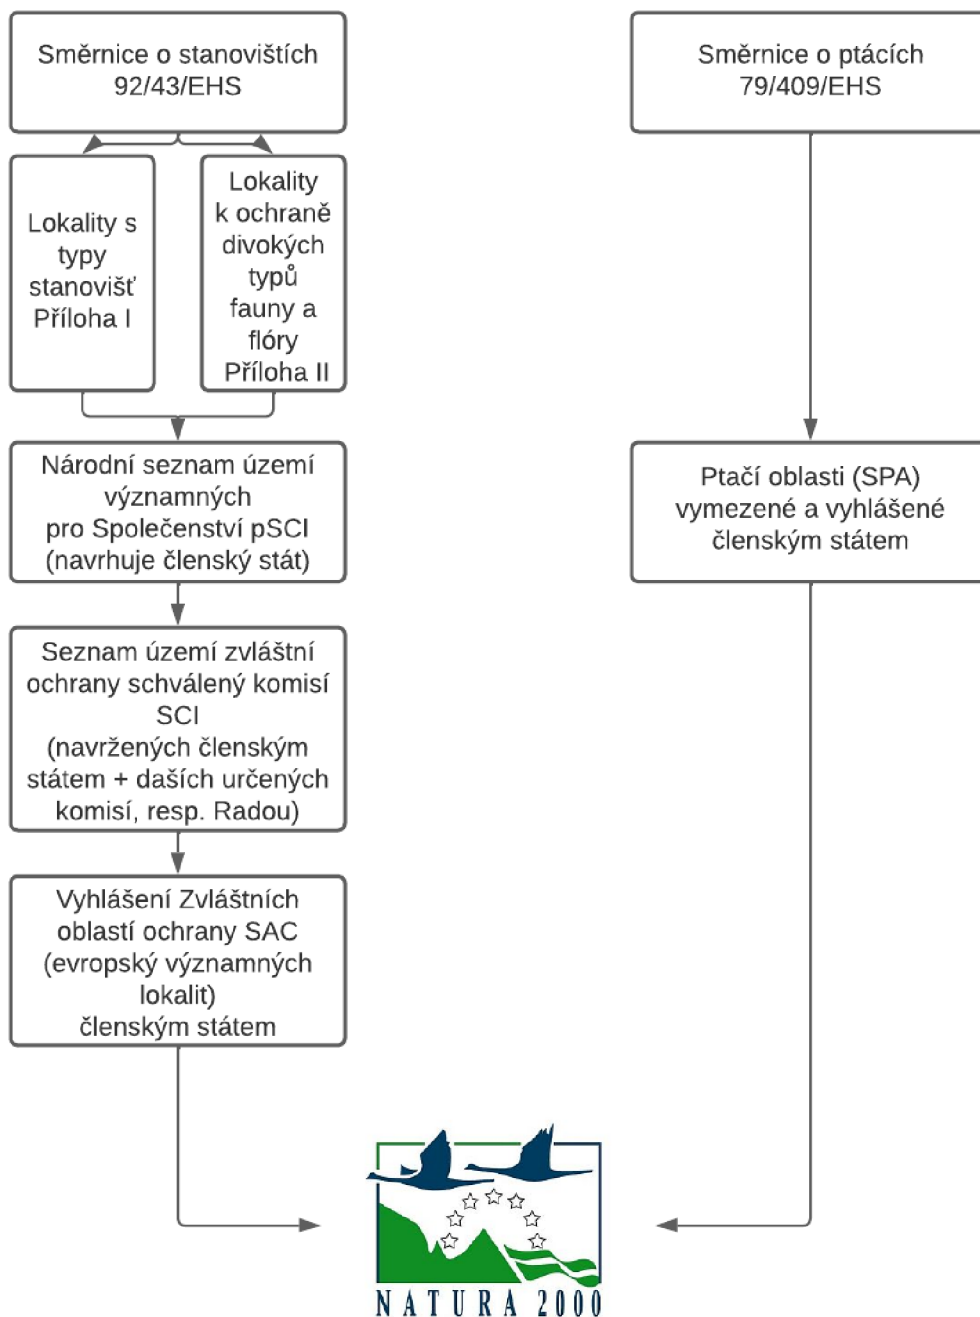 Směrnice o stanovištích
92/43/EHS
Směrnice o ptácích
79/409/EHS
Lokality s
typy
stanovišť
Příloha I
Lokality
k ochraně
divokých
typů
fauny a
flóry
Příloha II
Národní seznam území
významných
pro Společenství pSCI
(navrhuje členský stát)
Ptačí oblasti (SPA)
vymezené a vyhlášené
členským státem
Seznam území zvláštní
ochrany schválený komisí
SCI
(navržených členským
státem + daších určených
komisí, resp. Radou)
Vyhlášení Zvláštních
oblastí ochrany SAC
(evropský významných
lokalit)
členským státem
NATURA 2000